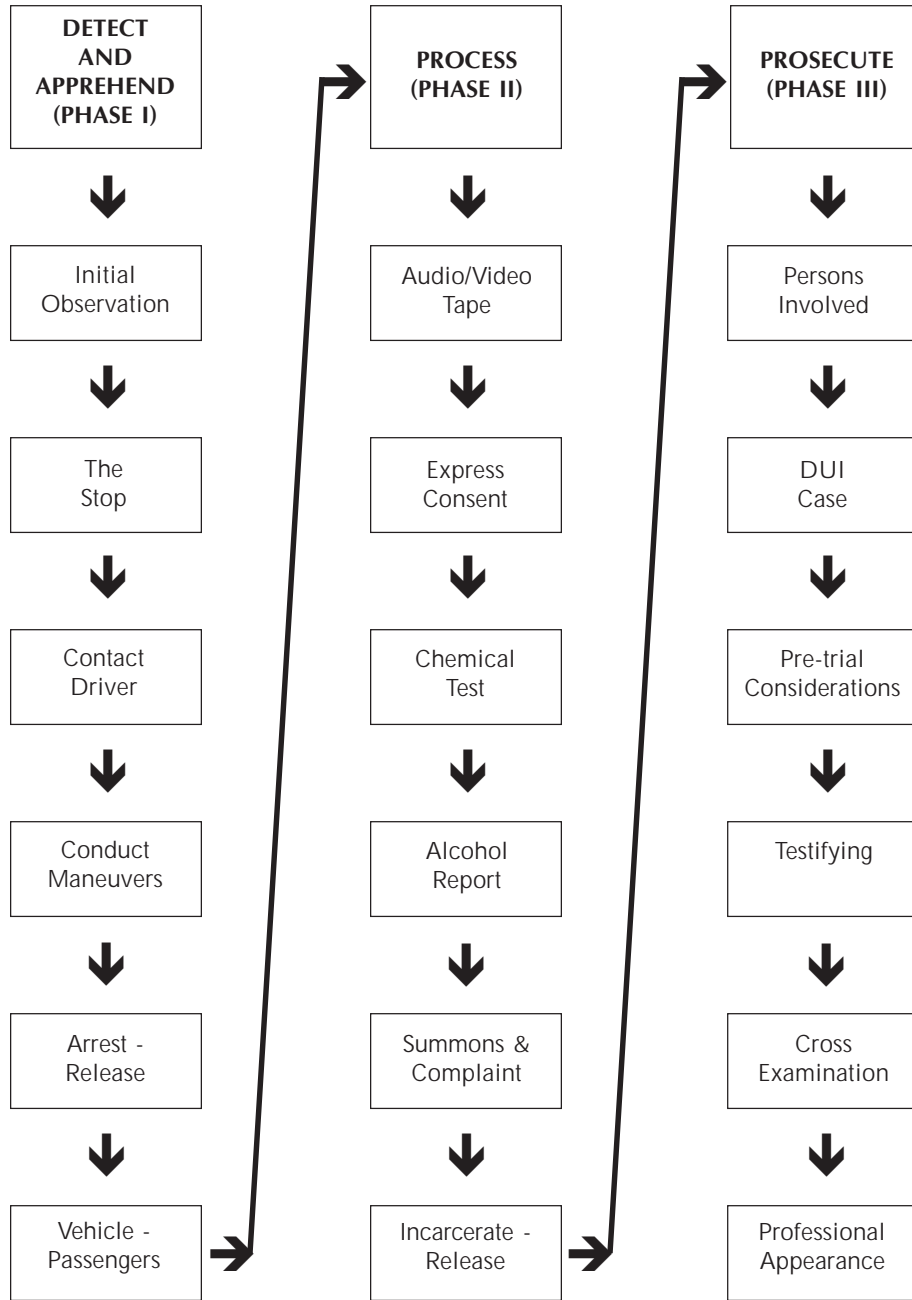 DETECT
AND
APPREHEND
(PHASE I)
Initial
Observation
The
Stop
Contact
Driver
Conduct
Maneuvers
Arrest -
Release
Vehicle -
Passengers
PROCESS
(PHASE II)
Audio/Video
Tape
Express
Consent
Chemical
Test
Alcohol
Report
Summons &
Complaint
Incarcerate -
Release
PROSECUTE
(PHASE III)
Persons
Involved
DUI
Case
Pre-trial
Considerations
Testifying
Cross
Examination
Professional
Appearance